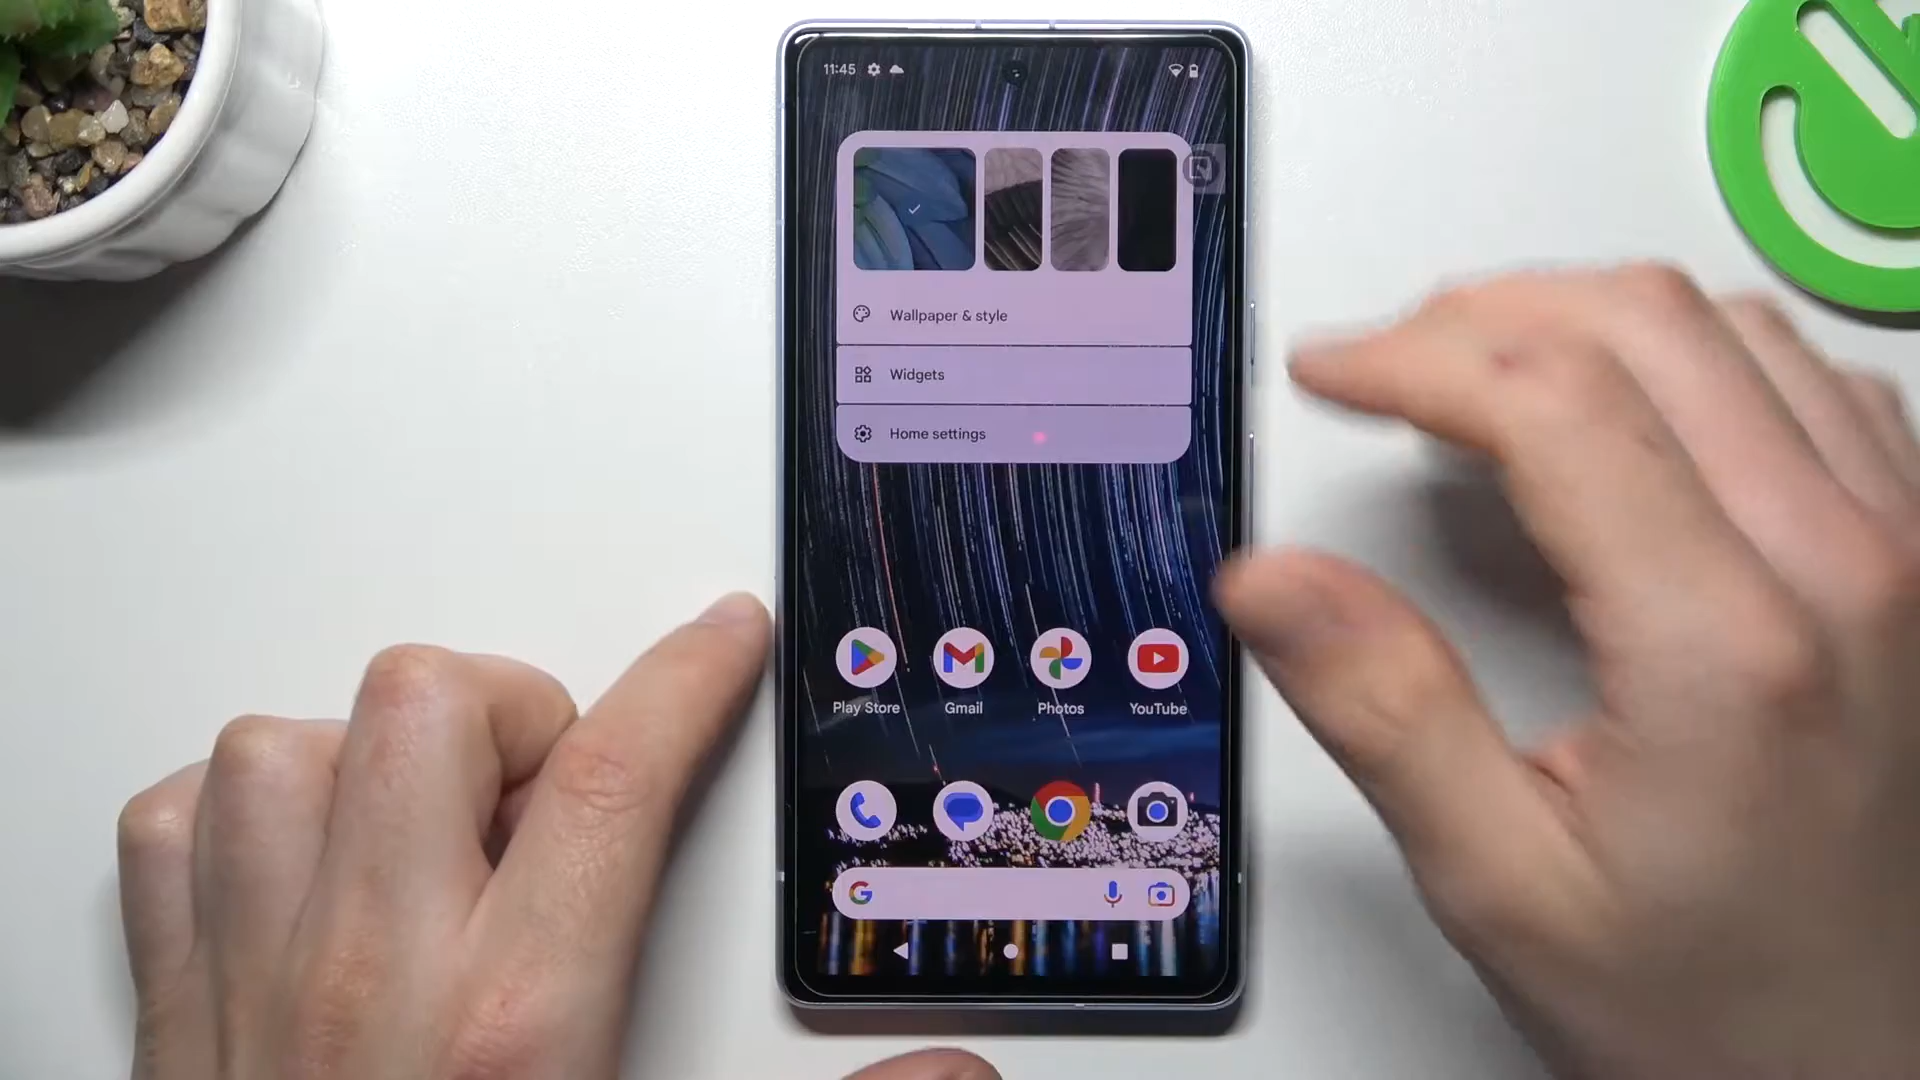 11:45
Wallpaper & style
Widgets
Home settings
Play Store
Gmail
Photos
YouTube
G